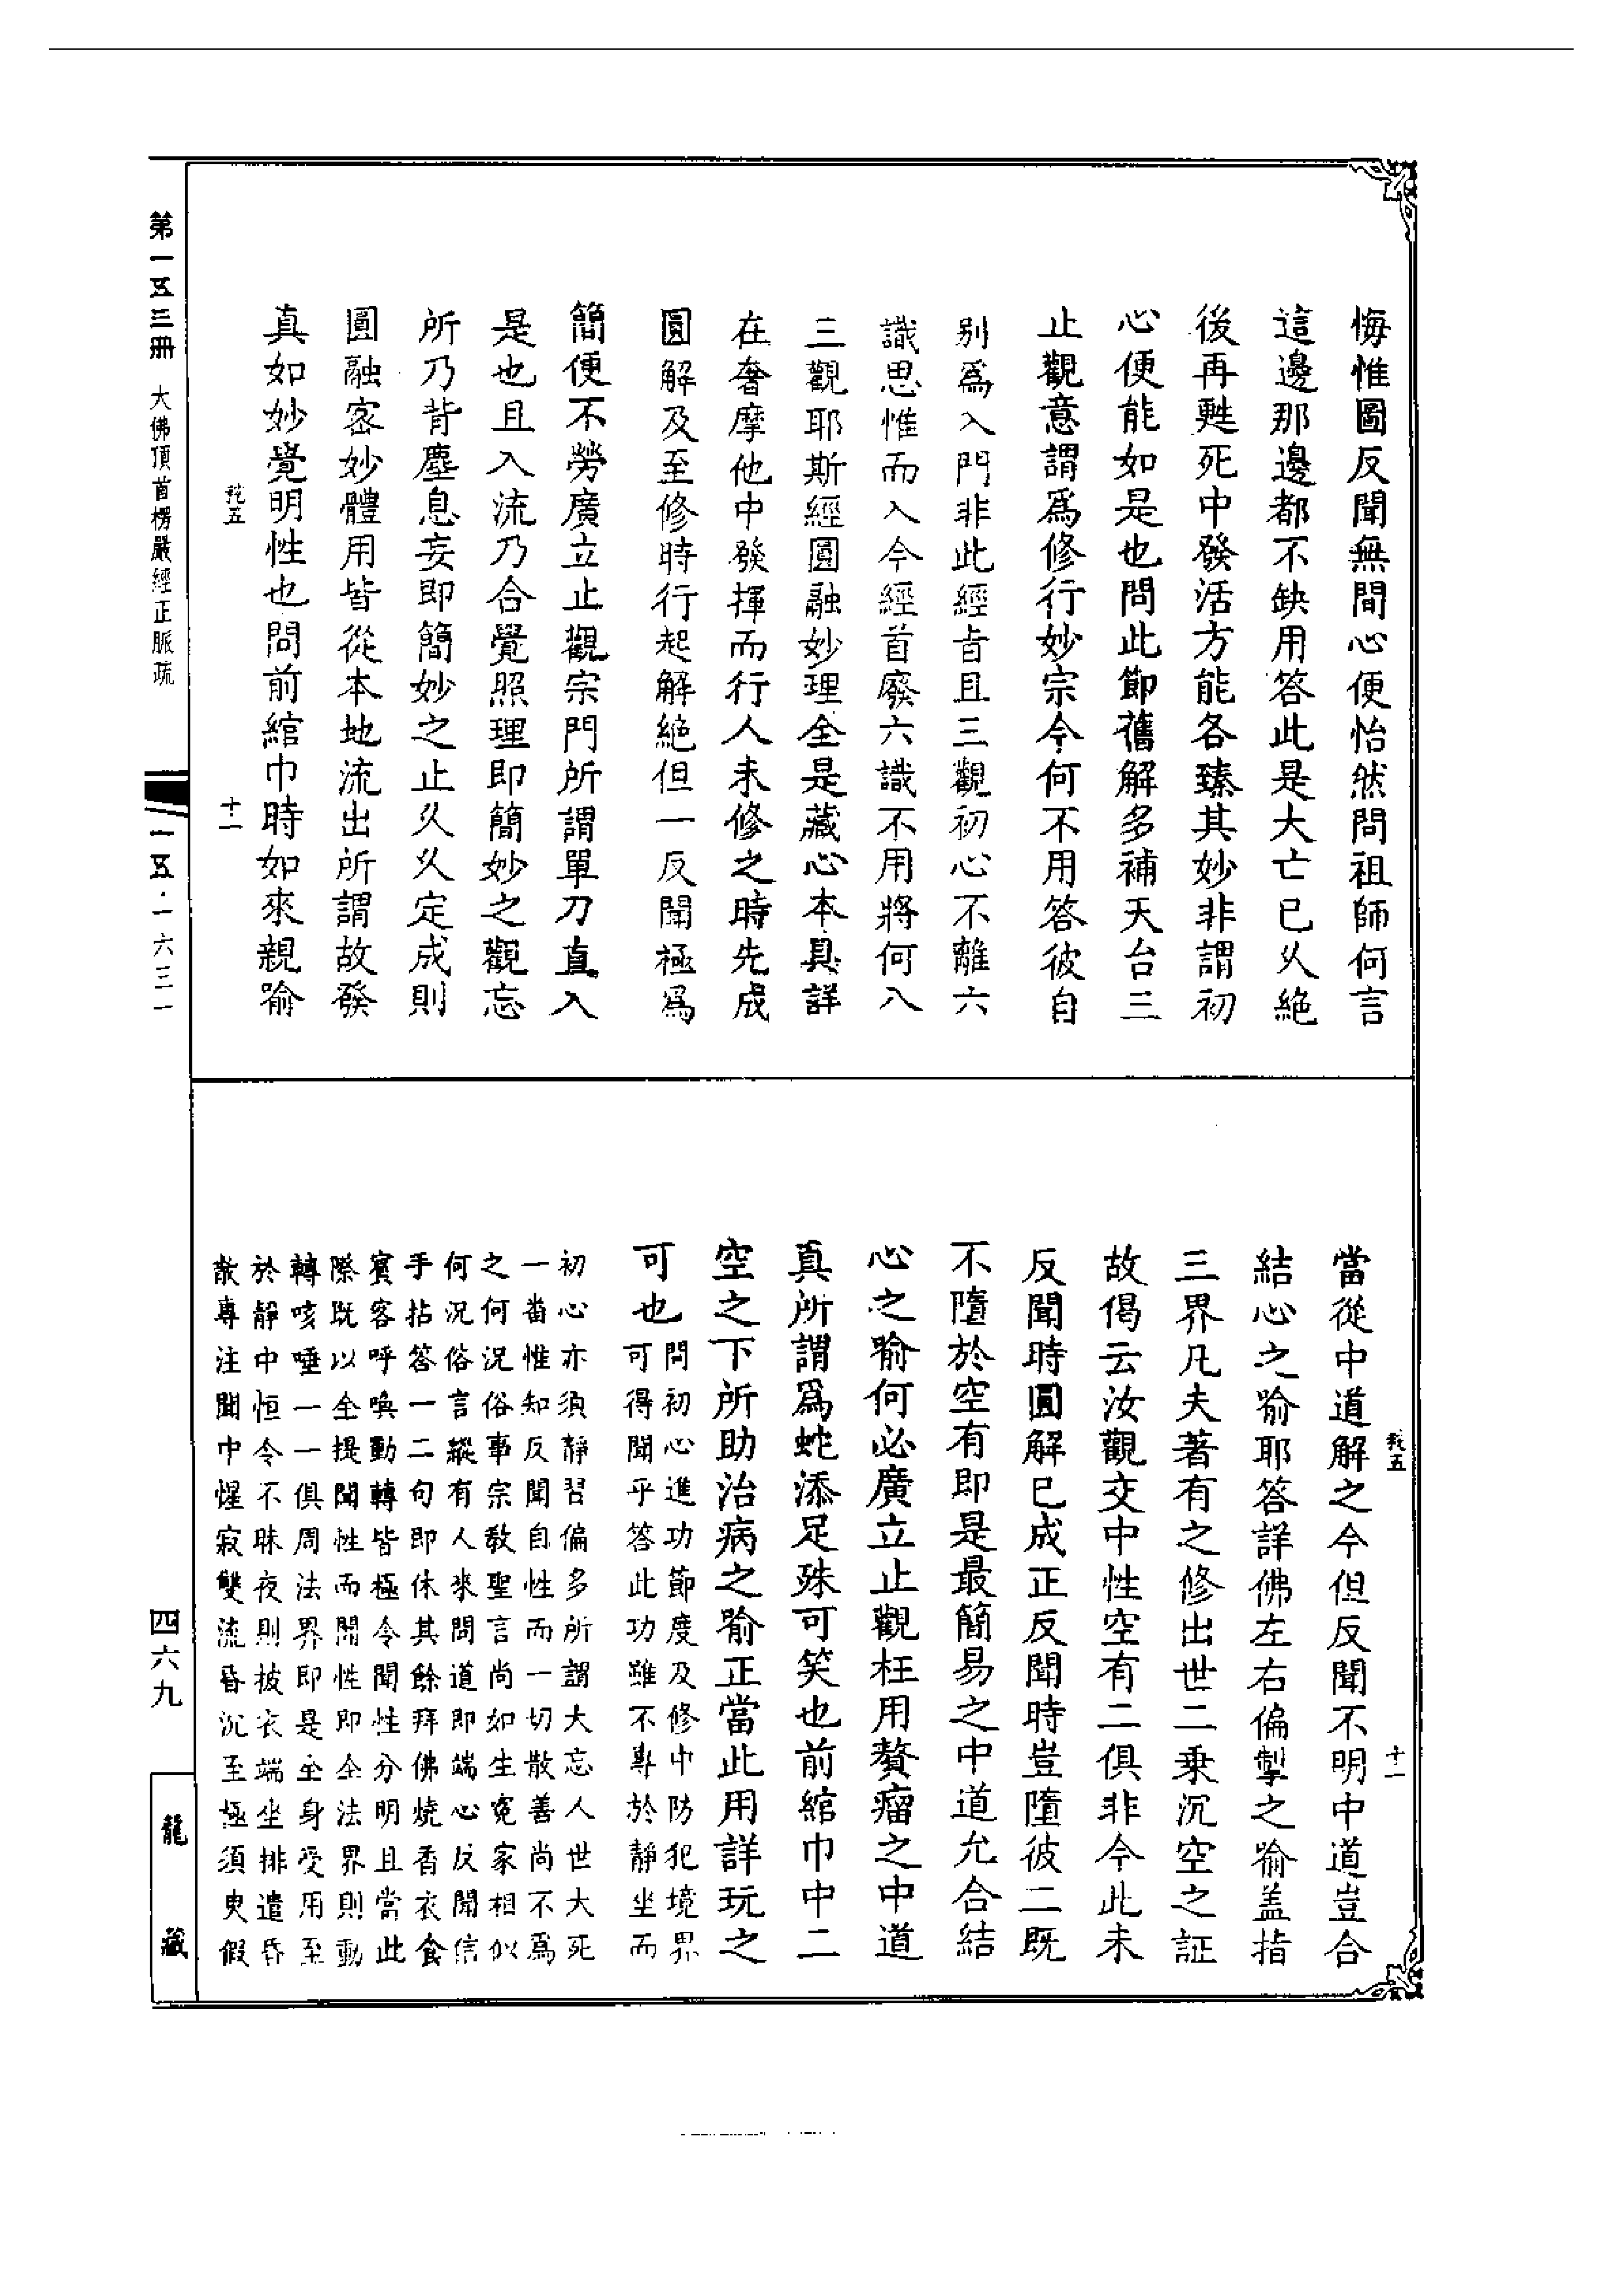 悔惟圖反聞無間心便怡然問祖師何言
這邊那邊都不缺用答此是大亡已久絕
後再甦死中發活方能各臻其妙非謂初
心便能如是也問此節舊解多補天台三
止觀意謂為修行妙宗今何不用答彼自
别為入門非此經旨且三觀初心不離六
識思惟而入今經首廢六識不用將何入
三觀耶斯經圓融妙理全是藏心本具詳
在奢摩他中發揮而行人未修之時先成
圓解及至修時行起解絕但一反聞極為
簡便不勞廣立止觀宗門所謂單刀直入
是也且入流乃合覺照理即簡妙之觀忘
所乃背塵息妄即簡妙之止久久定成則
圓融密妙體用皆從本地流出所謂故發
真如妙覺明性也問前綰巾時如來親喻
十一
當從中道解之今但反聞不明中道豈合
結心之喻耶答詳佛左右偏掣之喻盖指
三界凡夫著有之修出世二乗沉空之証
故偈云汝觀交中性空有二俱非今此未
反聞時圓解已成正反聞時豈墮彼二既
不墮於空有即是最簡易之中道允合結
心之喻何必廣立止觀枉用贅瘤之中道
真所謂為蛇添足殊可笑也前綰巾中二
空之下所助治病之喻正當此用詳玩之
可也
問初心進功節度及修中防犯境界
可得聞乎答此功雖不專於靜坐而
初心亦須靜習偏多所謂大忘人世大死
一畨惟知反聞自性而一切散善尚不為
之何況俗事宗教聖言尚如生冤家相似
何況俗言縱有人來問道即端心反聞信
手拈答一二句即休其餘拜佛燒香衣食
賓客呼喚動轉皆極令聞性分明且當此
際既以全提聞性而聞性即全法界則動
轉咳唾一一俱周法界即是全身受用至
於靜中恒令不昧夜則披衣端坐排遣昏
散專注聞中惺寂雙流昏沉至極須臾假
十一
第一五三冊
大佛頂首楞嚴經正脈疏
一五·一六三一
四六九
龍藏